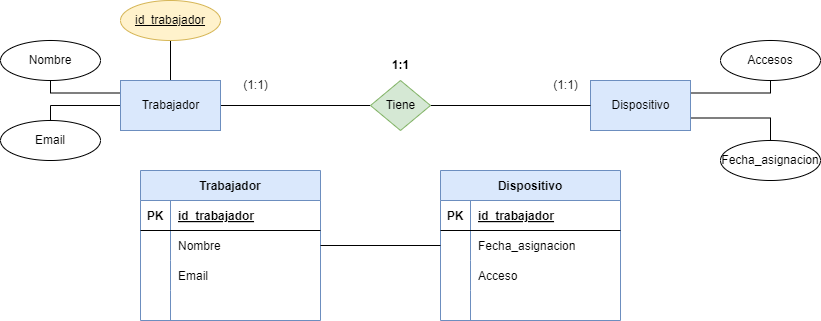 id_trabajador
Nombre
1:1
Accesos
(1:1)
(1:1)
Trabajador
Tiene
Dispositivo
Email
Fecha_asignacion
Trabajador
PK id_trabajador
Nombre
Email
Dispositivo
PK id_trabajador
Fecha_asignacion
Acceso